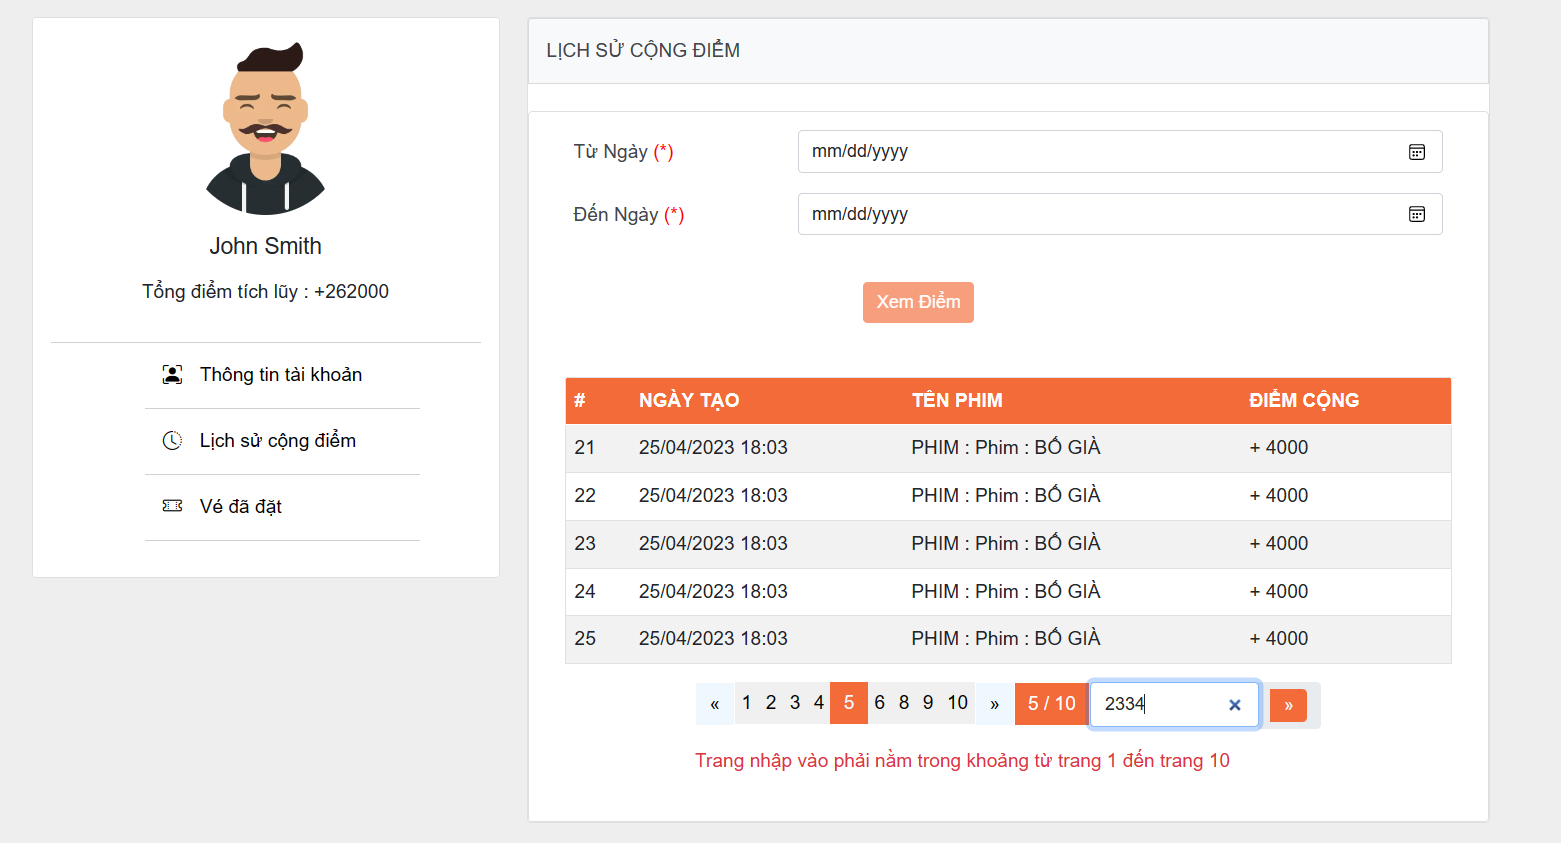 John Smith
Tổng điểm tích lũy : +262000
Thông tin tài khoản
Lịch sử cộng điểm
Vé đã đặt
LỊCH SỬ CỘNG ĐIỂM
Từ Ngày (*) mm/dd/yyyy
Đến Ngày (*) mm/dd/yyyy
Xem Điểm
# NGÀY TẠO TÊN PHIM ĐIỂM CỘNG
21 25/04/2023 18:03 PHIM : Phim : BỐ GIÀ + 4000
22 25/04/2023 18:03 PHIM : Phim : BỐ GIÀ + 4000
23 25/04/2023 18:03 PHIM : Phim : BỐ GIÀ + 4000
24 25/04/2023 18:03 PHIM : Phim : BỐ GIÀ + 4000
25 25/04/2023 18:03 PHIM : Phim : BỐ GIÀ + 4000
« 1 2 3 4 5 6 8 9 10 » 5 / 10 2334 »
Trang nhập vào phải nằm trong khoảng từ trang 1 đến trang 10